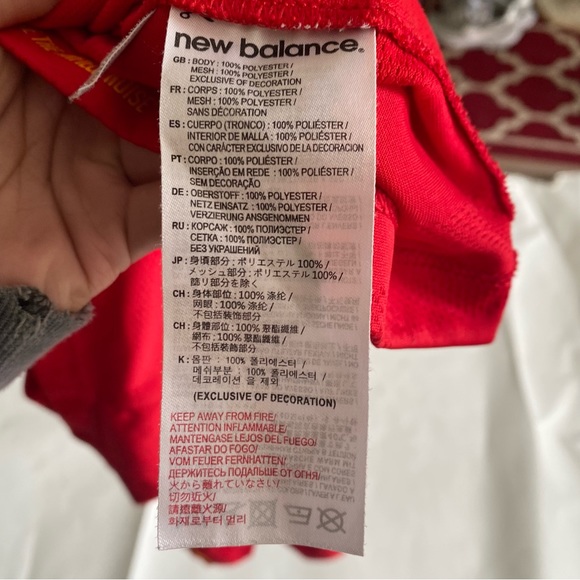 new balance
GB : BODY : 100% POLYESTER /
MESH : 100% POLYESTER /
EXCLUSIVE OF DECORATION
FR : CORPS : 100% POLYESTER /
MESH : 100% POLYESTER /
SANS DÉCORATION
ES : CUERPO (TRONCO) : 100% POLIÉSTER /
INTERIOR DE MALLA : 100% POLIÉSTER /
CON CARÁCTER EXCLUSIVO DE LA DECORACION
PT : CORPO : 100% POLIÉSTER /
INSERÇÃO EM REDE : 100% POLIÉSTER /
SEM DECORAÇÃO
DE : OBERSTOFF : 100% POLYESTER /
NETZ EINSATZ : 100% POLYESTER /
VERZIERUNG ANSGENOMMEN
RU : КОРСАЖ : 100% ПОЛИЭСТЕР /
СЕТКА : 100% ПОЛИЭСТЕР /
БЕЗ УКРАШЕНИЙ
JP : 身頃部分 : ポリエステル 100% /
メッシュ部分 : ポリエステル 100% /
篩リ部分を除く
CH : 身体部位 : 100% 涤纶 /
网眼 : 100% 涤纶 /
不包括装饰部分
CH : 身體部位 : 100% 聚酯纖維 /
網布 : 100% 聚酯纖維 /
不包括裝飾部分
K : 몸판 : 100% 폴리에스터 /
메쉬부분 : 100% 폴리에스터 /
데코레이션 을 제외
(EXCLUSIVE OF DECORATION)
KEEP AWAY FROM FIRE/
ATTENTION INFLAMMABLE/
MANTENGASE LEJOS DEL FUEGO/
AFASTAR DO FOGO/
VOM FEUER FERNHATTEN/
ДЕРЖИТЕСЬ ПОДАЛЬШЕ ОТ ОГНЯ/
火から離れていなさい/
切勿近火/
請應離火源/
화재로부터 멀리